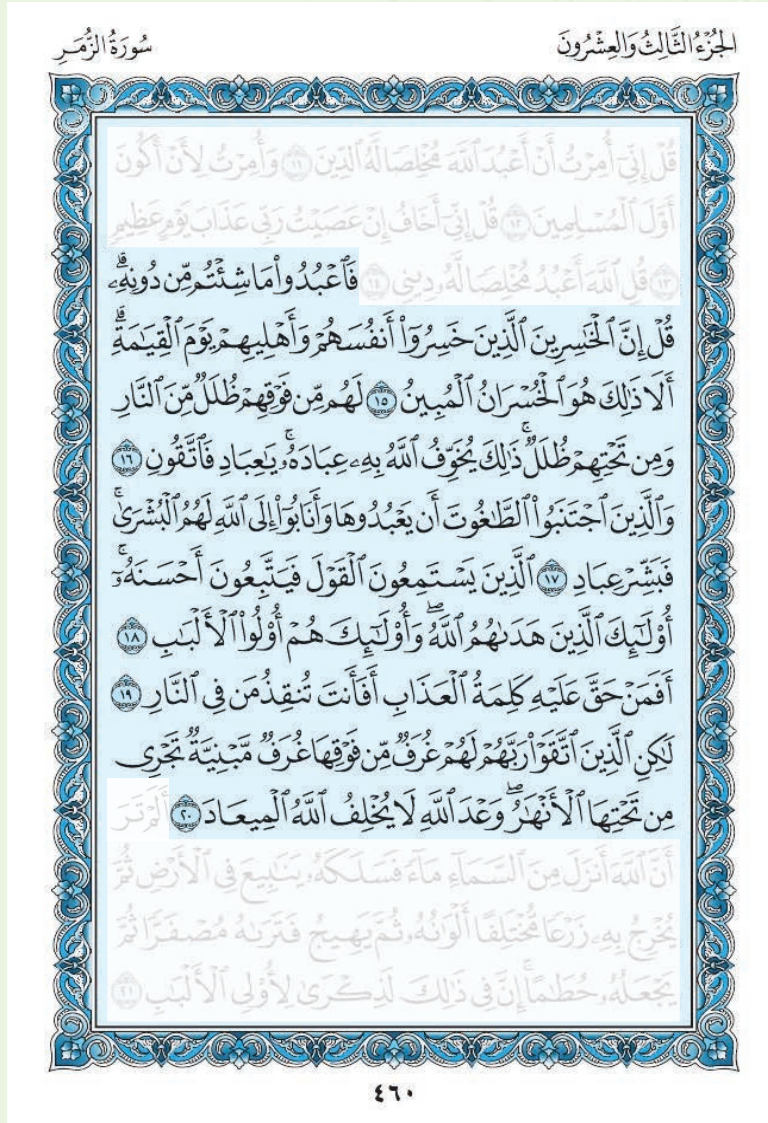 الجُزْءُ الثَّالِثُ وَالعِشْرُونَ سُورَةُ الزُّمَرِ
قُلْ إِنِّيٓ أُمِرْتُ أَنْ أَعْبُدَ ٱللَّهَ مُخْلِصٗا لَّهُ ٱلدِّينَ ١١ وَأُمِرْتُ لِأَنْ أَكُونَ
أَوَّلَ ٱلْمُسْلِمِينَ ١٢ قُلْ إِنِّيٓ أَخَافُ إِنْ عَصَيْتُ رَبِّي عَذَابَ يَوْمٍ عَظِيمٖ
١٣ قُلِ ٱللَّهَ أَعْبُدُ مُخْلِصٗا لَّهُۥ دِينِي ١٤ فَٱعْبُدُوا۟ مَا شِئْتُم مِّن دُونِهِۦۗ
قُلْ إِنَّ ٱلْخَٰسِرِينَ ٱلَّذِينَ خَسِرُوٓا۟ أَنفُسَهُمْ وَأَهْلِيهِمْ يَوْمَ ٱلْقِيَٰمَةِۗ
أَلَا ذَٰلِكَ هُوَ ٱلْخُسْرَانُ ٱلْمُبِينُ ١٥ لَهُم مِّن فَوْقِهِمْ ظُلَلٌ مِّنَ ٱلنَّارِ
وَمِن تَحْتِهِمْ ظُلَلٌۚ ذَٰلِكَ يُخَوِّفُ ٱللَّهُ بِهِۦ عِبَادَهُۥۚ يَٰعِبَادِ فَٱتَّقُونِ ١٦
وَٱلَّذِينَ ٱجْتَنَبُوا۟ ٱلطَّٰغُوتَ أَن يَعْبُدُوهَا وَأَنَابُوٓا۟ إِلَى ٱللَّهِ لَهُمُ ٱلْبُشْرَىٰۚ
فَبَشِّرْ عِبَادِ ١٧ ٱلَّذِينَ يَسْتَمِعُونَ ٱلْقَوْلَ فَيَتَّبِعُونَ أَحْسَنَهُۥٓۚ
أُو۟لَٰٓئِكَ ٱلَّذِينَ هَدَىٰهُمُ ٱللَّهُۖ وَأُو۟لَٰٓئِكَ هُمْ أُو۟لُوا۟ ٱلْأَلْبَٰبِ ١٨
أَفَمَنْ حَقَّ عَلَيْهِ كَلِمَةُ ٱلْعَذَابِ أَفَأَنتَ تُنقِذُ مَن فِي ٱلنَّارِ ١٩
لَٰكِنِ ٱلَّذِينَ ٱتَّقَوْا۟ رَبَّهُمْ لَهُمْ غُرَفٌ مِّن فَوْقِهَا غُرَفٌ مَّبْنِيَّةٌ تَجْرِي
مِن تَحْتِهَا ٱلْأَنْهَٰرُۖ وَعْدَ ٱللَّهِ لَا يُخْلِفُ ٱللَّهُ ٱلْمِيعَادَ ٢٠ أَلَمْ تَرَ
أَنَّ ٱللَّهَ أَنزَلَ مِنَ ٱلسَّمَآءِ مَآءٗ فَسَلَكَهُۥ يَنَٰبِيعَ فِي ٱلْأَرْضِ ثُمَّ
يُخْرِجُ بِهِۦ زَرْعٗا مُّخْتَلِفًا أَلْوَٰنُهُۥ ثُمَّ يَهِيجُ فَتَرَىٰهُ مُصْفَرّٗا ثُمَّ
يَجْعَلُهُۥ حُطَٰمًاۚ إِنَّ فِي ذَٰلِكَ لَذِكْرَىٰ لِأُو۟لِي ٱلْأَلْبَٰبِ ٢١
٤٦٠